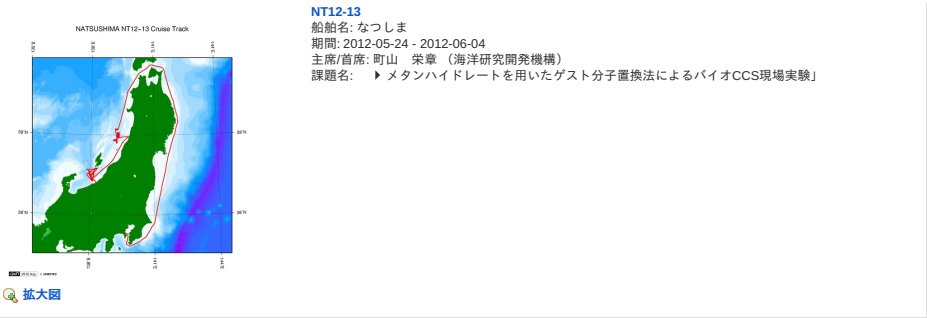 NATSUSHIMA NT12-13 Cruise Track
NT12-13
船舶名: なつしま
期間: 2012-05-24 - 2012-06-04
主席/首席: 町山　栄章 （海洋研究開発機構）
課題名:　▶ メタンハイドレートを用いたゲスト分子置換法によるバイオCCS現場実験」
拡大図